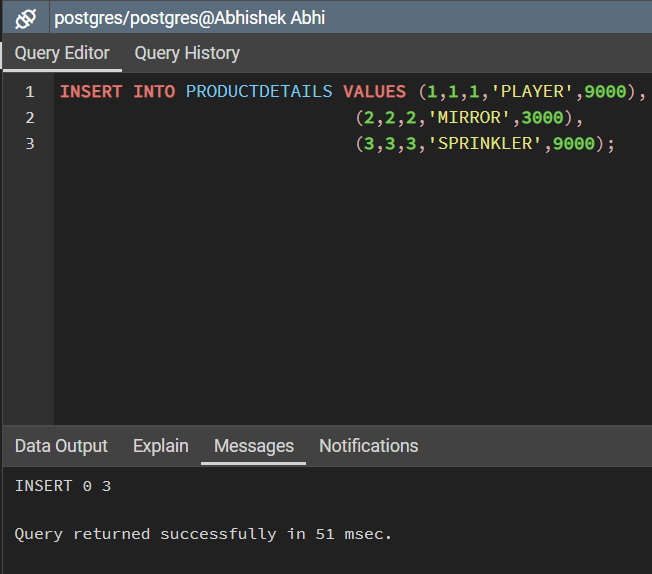 postgres/postgres@Abhishek Abhi
Query Editor Query History
1 INSERT INTO PRODUCTDETAILS VALUES (1,1,1,'PLAYER',9000),
2 (2,2,2,'MIRROR',3000),
3 (3,3,3,'SPRINKLER',9000);
Data Output Explain Messages Notifications
INSERT 0 3
Query returned successfully in 51 msec.